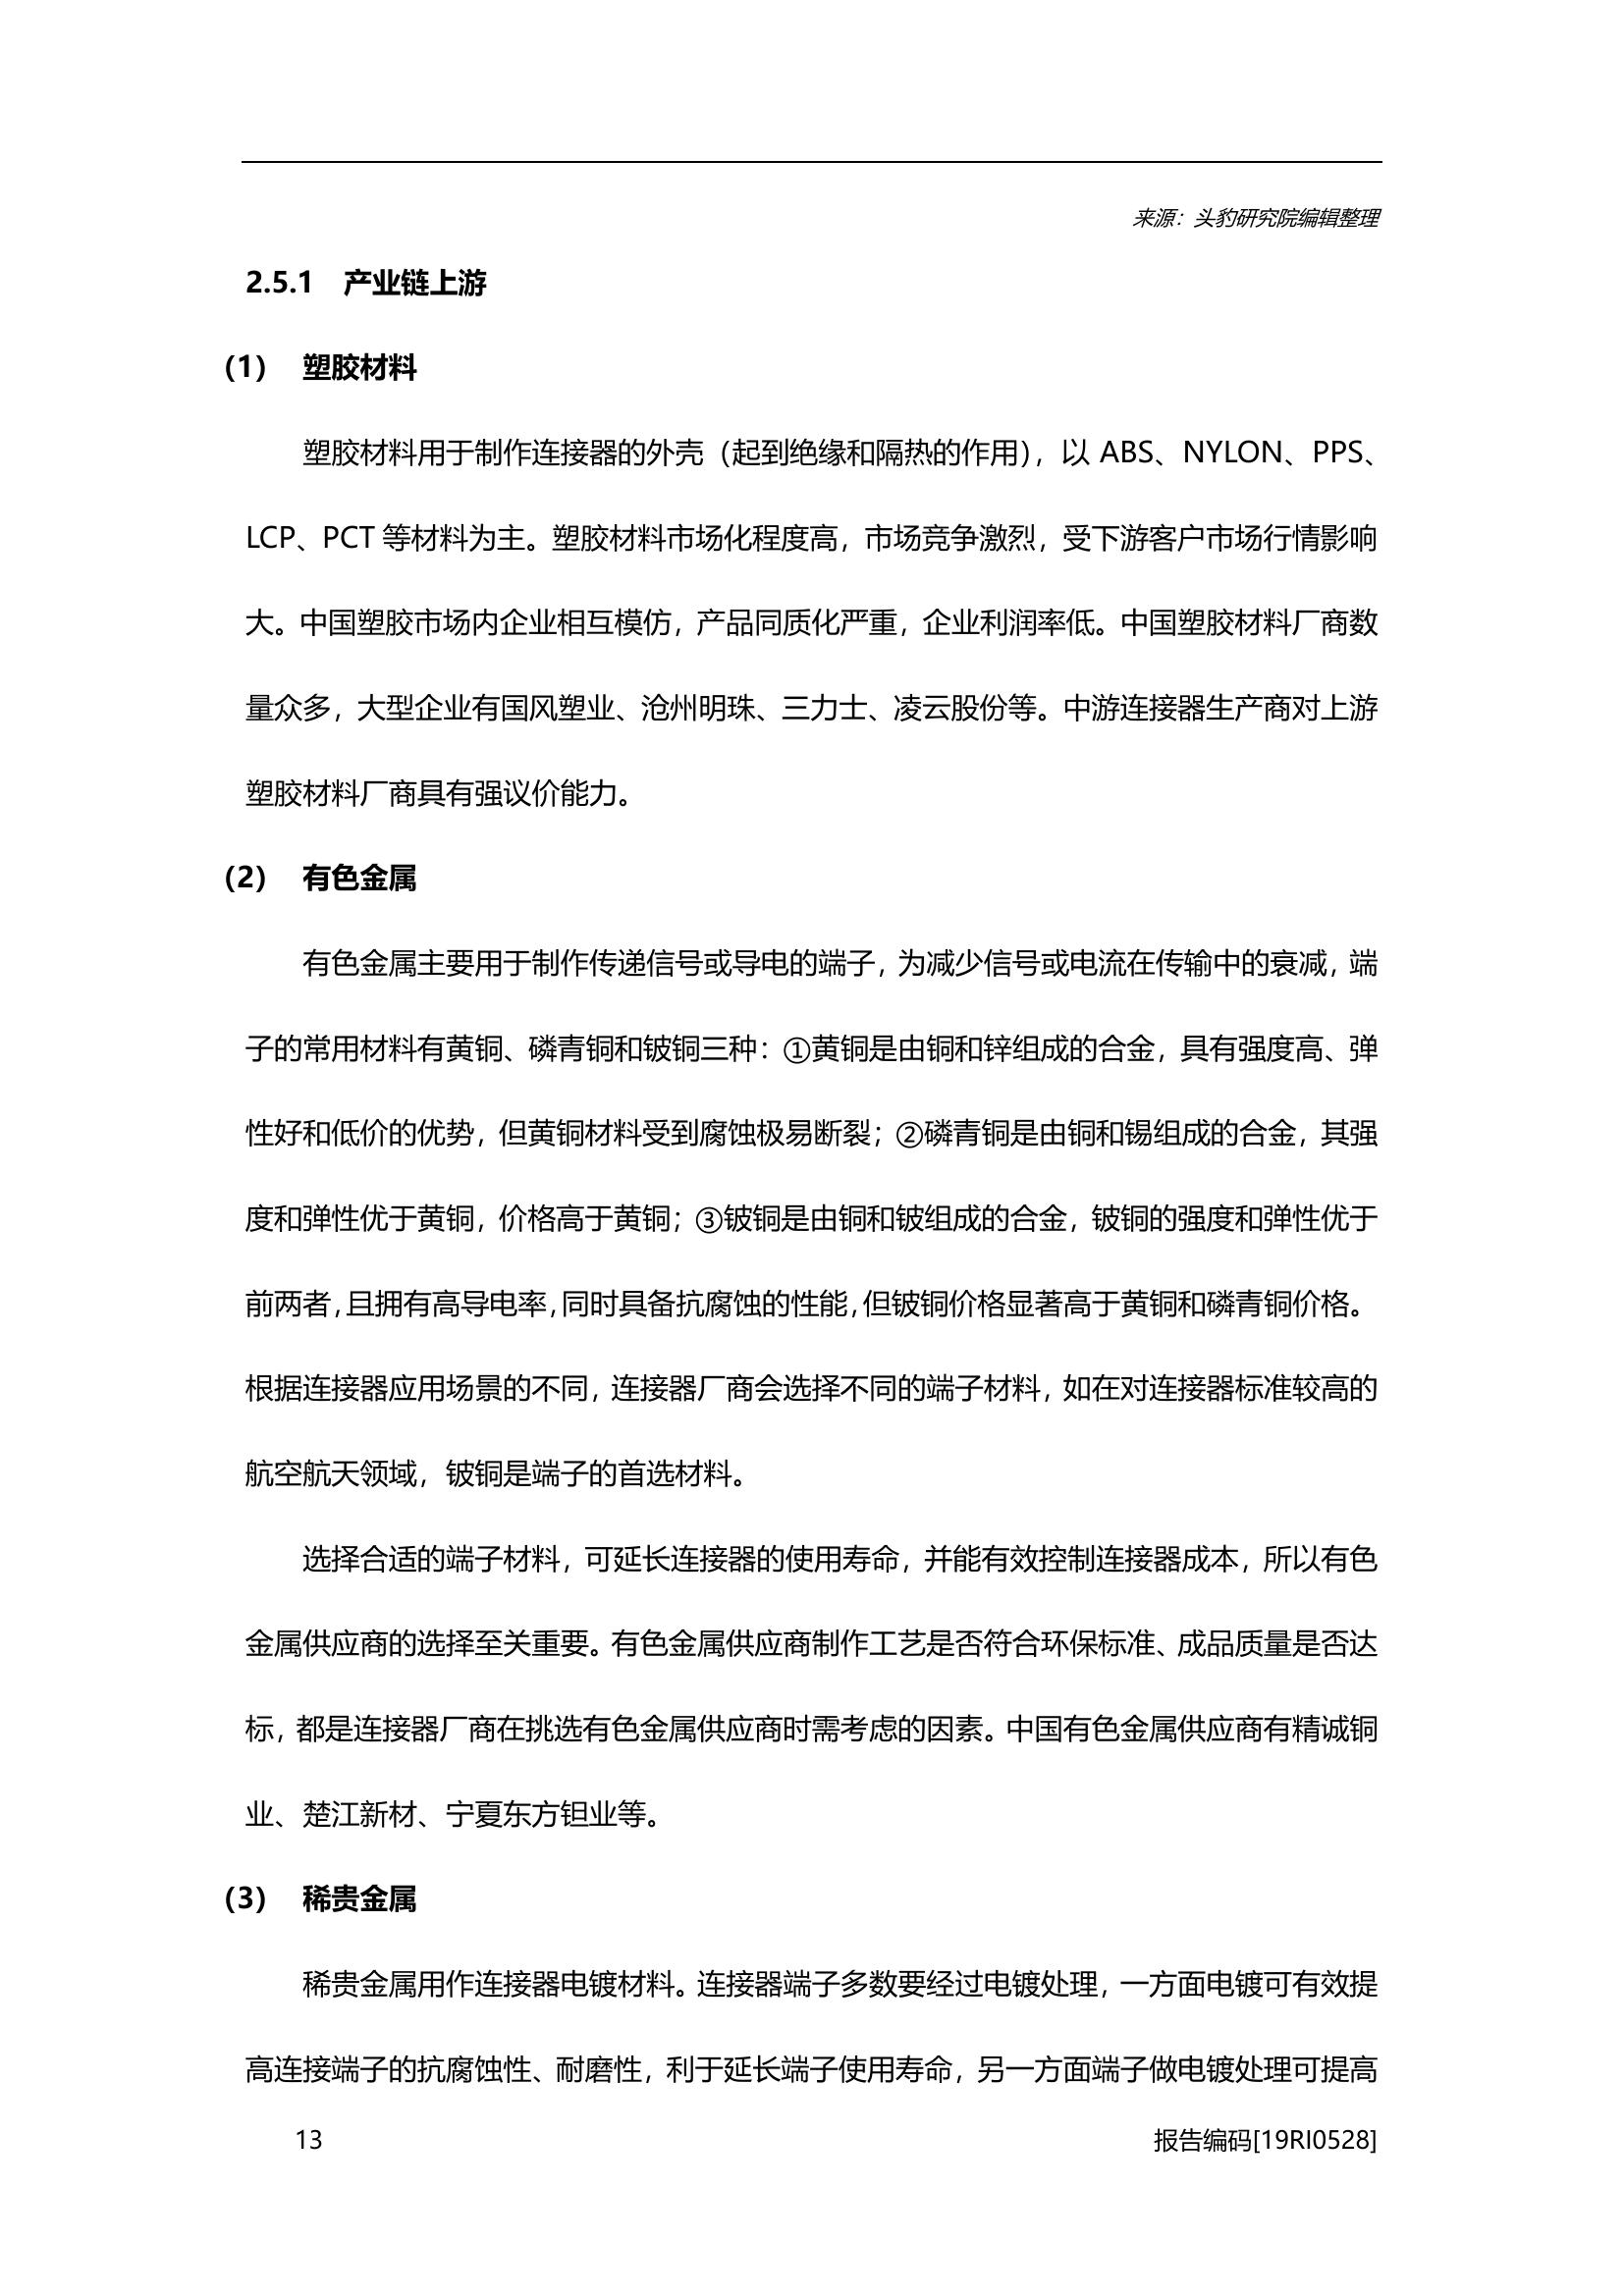 来源：头豹研究院编辑整理
2.5.1 产业链上游
（1） 塑胶材料
塑胶材料用于制作连接器的外壳（起到绝缘和隔热的作用），以 ABS、NYLON、PPS、
LCP、PCT 等材料为主。塑胶材料市场化程度高，市场竞争激烈，受下游客户市场行情影响
大。中国塑胶市场内企业相互模仿，产品同质化严重，企业利润率低。中国塑胶材料厂商数
量众多，大型企业有国风塑业、沧州明珠、三力士、凌云股份等。中游连接器生产商对上游
塑胶材料厂商具有强议价能力。
（2） 有色金属
有色金属主要用于制作传递信号或导电的端子，为减少信号或电流在传输中的衰减，端
子的常用材料有黄铜、磷青铜和铍铜三种：①黄铜是由铜和锌组成的合金，具有强度高、弹
性好和低价的优势，但黄铜材料受到腐蚀极易断裂；②磷青铜是由铜和锡组成的合金，其强
度和弹性优于黄铜，价格高于黄铜；③铍铜是由铜和铍组成的合金，铍铜的强度和弹性优于
前两者，且拥有高导电率，同时具备抗腐蚀的性能，但铍铜价格显著高于黄铜和磷青铜价格。
根据连接器应用场景的不同，连接器厂商会选择不同的端子材料，如在对连接器标准较高的
航空航天领域，铍铜是端子的首选材料。
选择合适的端子材料，可延长连接器的使用寿命，并能有效控制连接器成本，所以有色
金属供应商的选择至关重要。有色金属供应商制作工艺是否符合环保标准、成品质量是否达
标，都是连接器厂商在挑选有色金属供应商时需考虑的因素。中国有色金属供应商有精诚铜
业、楚江新材、宁夏东方钽业等。
（3） 稀贵金属
稀贵金属用作连接器电镀材料。连接器端子多数要经过电镀处理，一方面电镀可有效提
高连接端子的抗腐蚀性、耐磨性，利于延长端子使用寿命，另一方面端子做电镀处理可提高
13 报告编码[19RI0528]